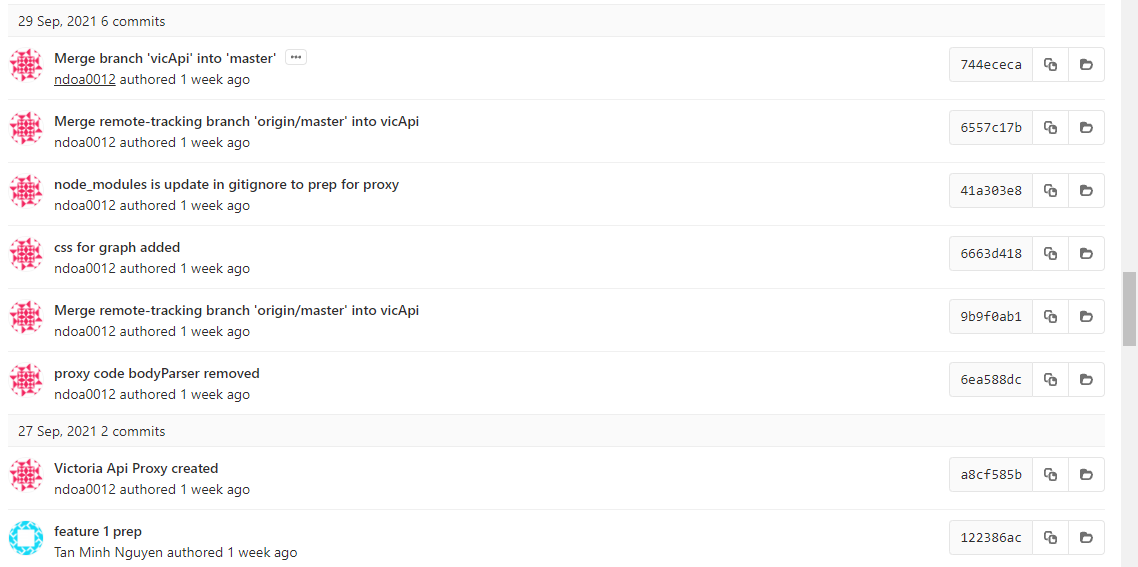 29 Sep, 2021 6 commits
Merge branch 'vicApi' into 'master'
ndoa0012 authored 1 week ago
744ececa
Merge remote-tracking branch 'origin/master' into vicApi
ndoa0012 authored 1 week ago
6557c17b
node_modules is update in gitignore to prep for proxy
ndoa0012 authored 1 week ago
41a303e8
css for graph added
ndoa0012 authored 1 week ago
6663d418
Merge remote-tracking branch 'origin/master' into vicApi
ndoa0012 authored 1 week ago
9b9f0ab1
proxy code bodyParser removed
ndoa0012 authored 1 week ago
6ea588dc
27 Sep, 2021 2 commits
Victoria Api Proxy created
ndoa0012 authored 1 week ago
a8cf585b
feature 1 prep
Tan Minh Nguyen authored 1 week ago
122386ac